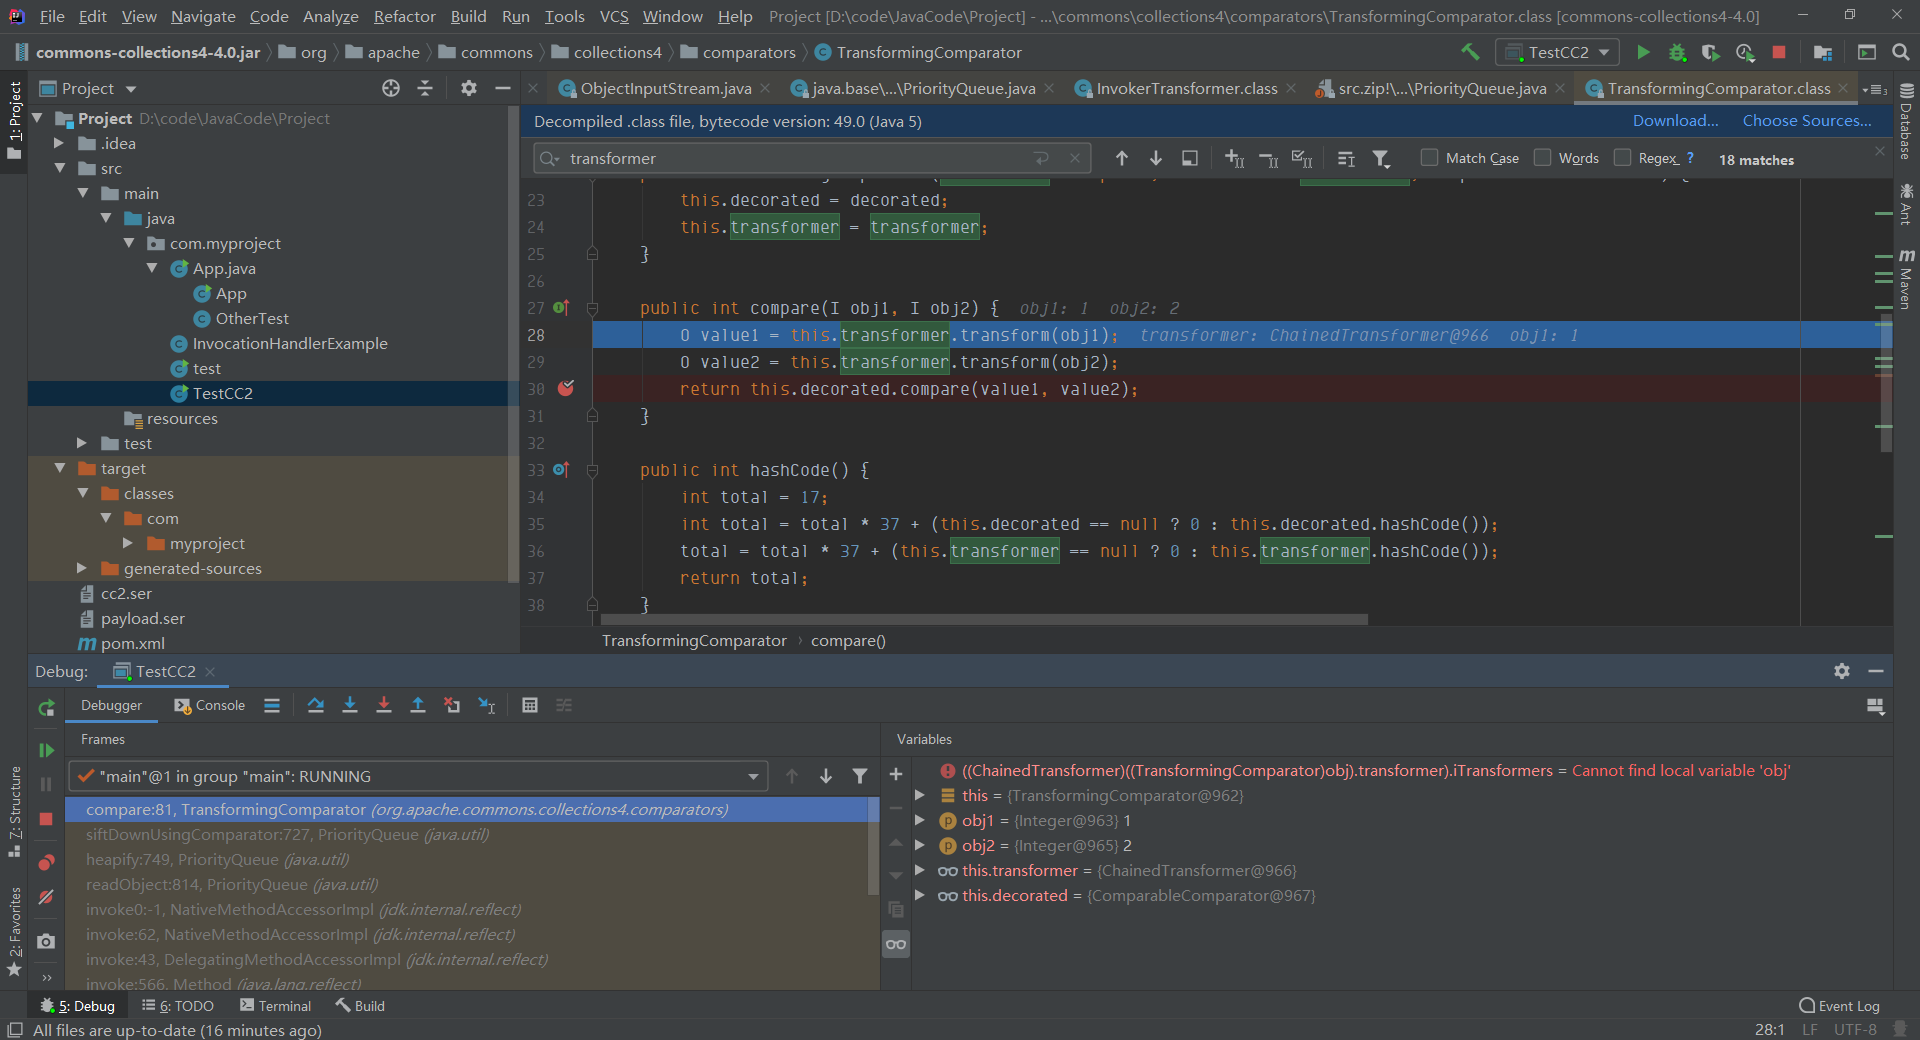 File Edit View Navigate Code Analyze Refactor Build Run Tools VCS Window Help Project [D:\code\JavaCode\Project] - ...\commons\collections4\comparators\TransformingComparator.class [commons-collections4-4.0]
commons-collections4-4.0.jar org apache commons collections4 comparators TransformingComparator TestCC2
Project ObjectInputStream.java java.base\...\PriorityQueue.java InvokerTransformer.class src.zip!\...\PriorityQueue.java TransformingComparator.class
1: Project
Database
Ant
Maven
Project D:\code\JavaCode\Project
.idea
src
main
java
com.myproject
App.java
App
OtherTest
InvocationHandlerExample
test
TestCC2
resources
test
target
classes
com
myproject
generated-sources
cc2.ser
payload.ser
pom.xml
Decompiled .class file, bytecode version: 49.0 (Java 5) Download... Choose Sources...
transformer Match Case Words Regex ? 18 matches
23 this.decorated = decorated;
24 this.transformer = transformer;
25 }
26
27 public int compare(I obj1, I obj2) { obj1: 1 obj2: 2
28 O value1 = this.transformer.transform(obj1); transformer: ChainedTransformer@966 obj1: 1
29 O value2 = this.transformer.transform(obj2);
30 return this.decorated.compare(value1, value2);
31 }
32
33 public int hashCode() {
34 int total = 17;
35 int total = total * 37 + (this.decorated == null ? 0 : this.decorated.hashCode());
36 total = total * 37 + (this.transformer == null ? 0 : this.transformer.hashCode());
37 return total;
38 }
TransformingComparator › compare()
Debug: TestCC2
Debugger Console
Frames
"main"@1 in group "main": RUNNING
compare:81, TransformingComparator (org.apache.commons.collections4.comparators)
siftDownUsingComparator:727, PriorityQueue (java.util)
heapify:749, PriorityQueue (java.util)
readObject:814, PriorityQueue (java.util)
invoke0:-1, NativeMethodAccessorImpl (jdk.internal.reflect)
invoke:62, NativeMethodAccessorImpl (jdk.internal.reflect)
invoke:43, DelegatingMethodAccessorImpl (jdk.internal.reflect)
invoke:566, Method (java.lang.reflect)
Variables
((ChainedTransformer)((TransformingComparator)obj).transformer).iTransformers = Cannot find local variable 'obj'
this = {TransformingComparator@962}
obj1 = {Integer@963} 1
obj2 = {Integer@965} 2
this.transformer = {ChainedTransformer@966}
this.decorated = {ComparableComparator@967}
7: Structure
2: Favorites
5: Debug 6: TODO Terminal Build Event Log
All files are up-to-date (16 minutes ago) 28:1 LF UTF-8